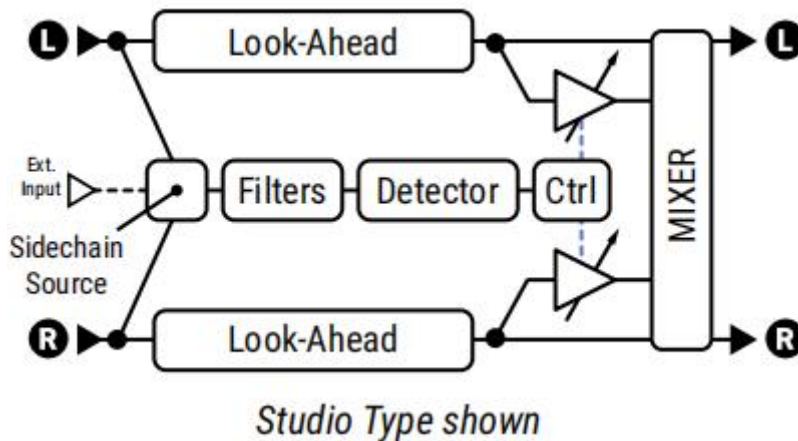 L Look-Ahead L
Ext.
Input
Filters Detector Ctrl
MIXER
Sidechain
Source
R Look-Ahead R
Studio Type shown